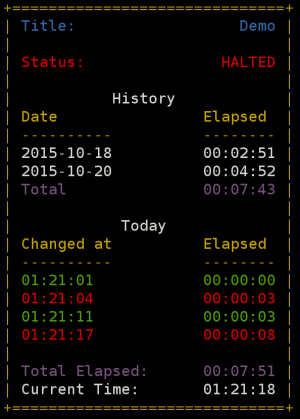 +==============================+
| Title: Demo |
| Status: HALTED |
| History |
| Date Elapsed |
| ---------- -------- |
| 2015-10-18 00:02:51 |
| 2015-10-20 00:04:52 |
| Total 00:07:43 |
| Today |
| Changed at Elapsed |
| ---------- -------- |
| 01:21:01 00:00:00 |
| 01:21:04 00:00:03 |
| 01:21:11 00:00:03 |
| 01:21:17 00:00:08 |
| Total Elapsed: 00:07:51 |
| Current Time: 01:21:18 |
+==============================+